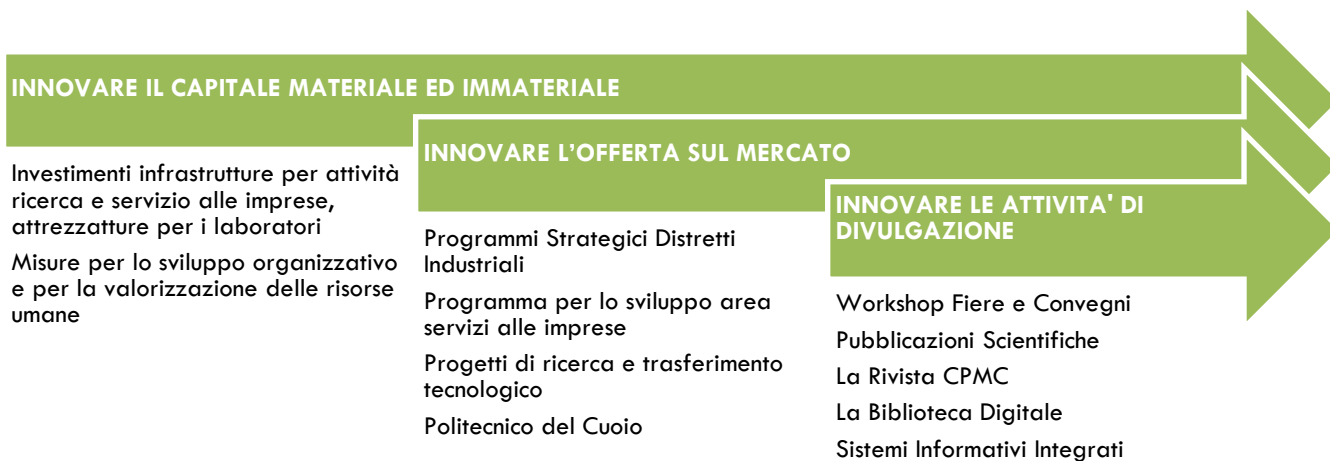 INNOVARE IL CAPITALE MATERIALE ED IMMATERIALE
Investimenti infrastrutture per attività
ricerca e servizio alle imprese,
attrezzature per i laboratori
Misure per lo sviluppo organizzativo
e per la valorizzazione delle risorse
umane
INNOVARE L’OFFERTA SUL MERCATO
Programmi Strategici Distretti
Industriali
Programma per lo sviluppo area
servizi alle imprese
Progetti di ricerca e trasferimento
tecnologico
Politecnico del Cuoio
INNOVARE LE ATTIVITA' DI
DIVULGAZIONE
Workshop Fiere e Convegni
Pubblicazioni Scientifiche
La Rivista CPMC
La Biblioteca Digitale
Sistemi Informativi Integrati